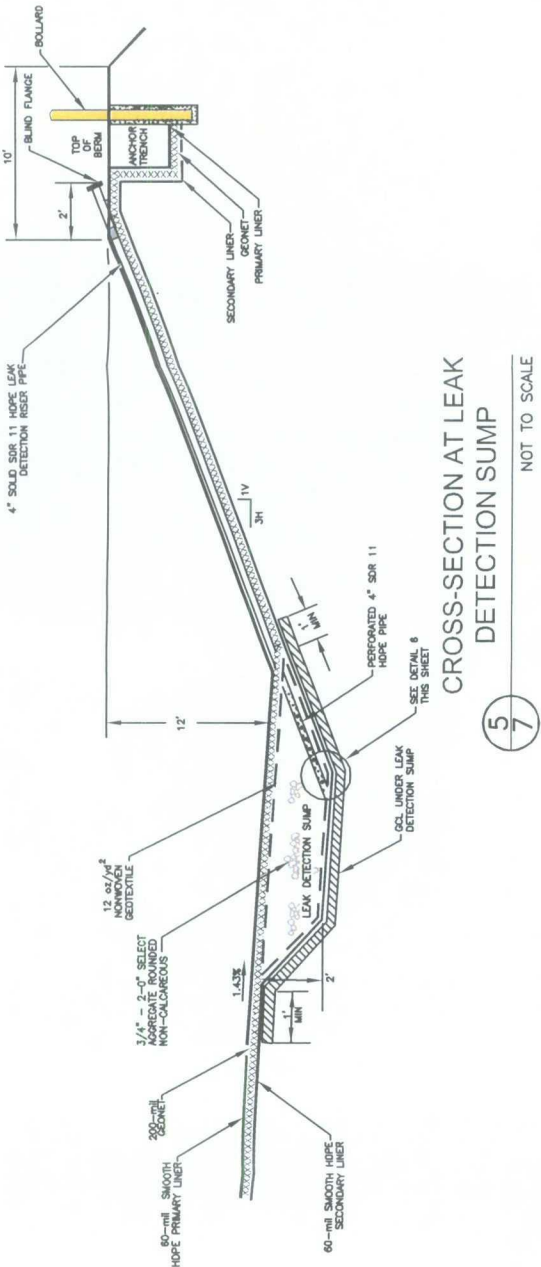 10'
BOLLARD
BLIND FLANGE
2'
TOP
OF
BERM
ANCHOR
TRENCH
4" SOLID SDR 11 HDPE LEAK
DETECTION RISER PIPE
SECONDARY LINER
GEONET
PRIMARY LINER
1V
3H
12'
1'
MIN
PERFORATED 4" SDR 11
HDPE PIPE
SEE DETAIL 6
THIS SHEET
12 oz/yd²
NONWOVEN
GEOTEXTILE
3/4" - 2-0" SELECT
AGGREGATE ROUNDED
NON-CALCAREOUS
LEAK DETECTION SUMP
GCL UNDER LEAK
DETECTION SUMP
1.43%
2'
1'
MIN
200-mil
GEONET
60-mil SMOOTH
HDPE PRIMARY LINER
60-mil SMOOTH HDPE
SECONDARY LINER
CROSS-SECTION AT LEAK
DETECTION SUMP
5
7
NOT TO SCALE